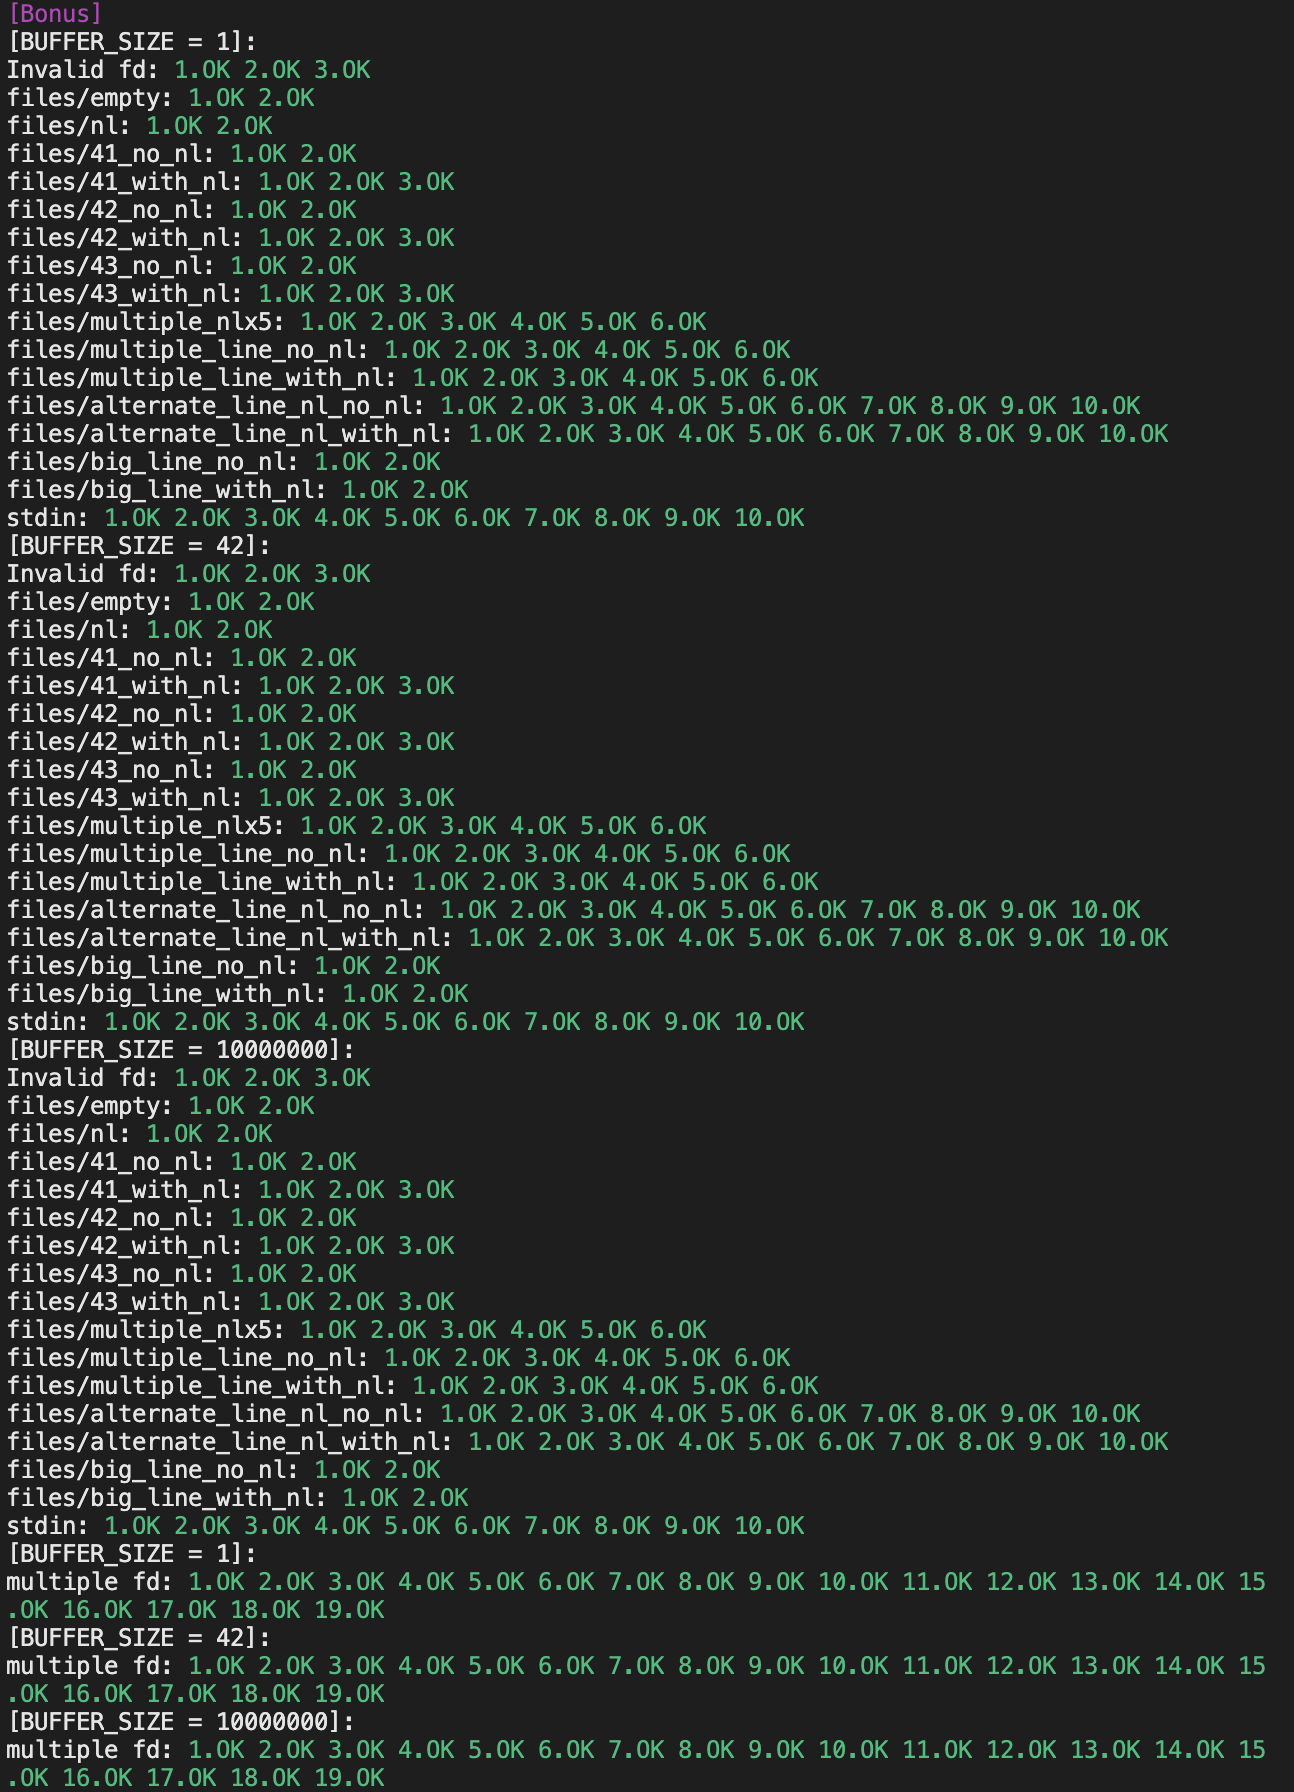 [Bonus]
[BUFFER_SIZE = 1]:
Invalid fd: 1.OK 2.OK 3.OK
files/empty: 1.OK 2.OK
files/nl: 1.OK 2.OK
files/41_no_nl: 1.OK 2.OK
files/41_with_nl: 1.OK 2.OK 3.OK
files/42_no_nl: 1.OK 2.OK
files/42_with_nl: 1.OK 2.OK 3.OK
files/43_no_nl: 1.OK 2.OK
files/43_with_nl: 1.OK 2.OK 3.OK
files/multiple_nlx5: 1.OK 2.OK 3.OK 4.OK 5.OK 6.OK
files/multiple_line_no_nl: 1.OK 2.OK 3.OK 4.OK 5.OK 6.OK
files/multiple_line_with_nl: 1.OK 2.OK 3.OK 4.OK 5.OK 6.OK
files/alternate_line_nl_no_nl: 1.OK 2.OK 3.OK 4.OK 5.OK 6.OK 7.OK 8.OK 9.OK 10.OK
files/alternate_line_nl_with_nl: 1.OK 2.OK 3.OK 4.OK 5.OK 6.OK 7.OK 8.OK 9.OK 10.OK
files/big_line_no_nl: 1.OK 2.OK
files/big_line_with_nl: 1.OK 2.OK
stdin: 1.OK 2.OK 3.OK 4.OK 5.OK 6.OK 7.OK 8.OK 9.OK 10.OK
[BUFFER_SIZE = 42]:
Invalid fd: 1.OK 2.OK 3.OK
files/empty: 1.OK 2.OK
files/nl: 1.OK 2.OK
files/41_no_nl: 1.OK 2.OK
files/41_with_nl: 1.OK 2.OK 3.OK
files/42_no_nl: 1.OK 2.OK
files/42_with_nl: 1.OK 2.OK 3.OK
files/43_no_nl: 1.OK 2.OK
files/43_with_nl: 1.OK 2.OK 3.OK
files/multiple_nlx5: 1.OK 2.OK 3.OK 4.OK 5.OK 6.OK
files/multiple_line_no_nl: 1.OK 2.OK 3.OK 4.OK 5.OK 6.OK
files/multiple_line_with_nl: 1.OK 2.OK 3.OK 4.OK 5.OK 6.OK
files/alternate_line_nl_no_nl: 1.OK 2.OK 3.OK 4.OK 5.OK 6.OK 7.OK 8.OK 9.OK 10.OK
files/alternate_line_nl_with_nl: 1.OK 2.OK 3.OK 4.OK 5.OK 6.OK 7.OK 8.OK 9.OK 10.OK
files/big_line_no_nl: 1.OK 2.OK
files/big_line_with_nl: 1.OK 2.OK
stdin: 1.OK 2.OK 3.OK 4.OK 5.OK 6.OK 7.OK 8.OK 9.OK 10.OK
[BUFFER_SIZE = 10000000]:
Invalid fd: 1.OK 2.OK 3.OK
files/empty: 1.OK 2.OK
files/nl: 1.OK 2.OK
files/41_no_nl: 1.OK 2.OK
files/41_with_nl: 1.OK 2.OK 3.OK
files/42_no_nl: 1.OK 2.OK
files/42_with_nl: 1.OK 2.OK 3.OK
files/43_no_nl: 1.OK 2.OK
files/43_with_nl: 1.OK 2.OK 3.OK
files/multiple_nlx5: 1.OK 2.OK 3.OK 4.OK 5.OK 6.OK
files/multiple_line_no_nl: 1.OK 2.OK 3.OK 4.OK 5.OK 6.OK
files/multiple_line_with_nl: 1.OK 2.OK 3.OK 4.OK 5.OK 6.OK
files/alternate_line_nl_no_nl: 1.OK 2.OK 3.OK 4.OK 5.OK 6.OK 7.OK 8.OK 9.OK 10.OK
files/alternate_line_nl_with_nl: 1.OK 2.OK 3.OK 4.OK 5.OK 6.OK 7.OK 8.OK 9.OK 10.OK
files/big_line_no_nl: 1.OK 2.OK
files/big_line_with_nl: 1.OK 2.OK
stdin: 1.OK 2.OK 3.OK 4.OK 5.OK 6.OK 7.OK 8.OK 9.OK 10.OK
[BUFFER_SIZE = 1]:
multiple fd: 1.OK 2.OK 3.OK 4.OK 5.OK 6.OK 7.OK 8.OK 9.OK 10.OK 11.OK 12.OK 13.OK 14.OK 15
.OK 16.OK 17.OK 18.OK 19.OK
[BUFFER_SIZE = 42]:
multiple fd: 1.OK 2.OK 3.OK 4.OK 5.OK 6.OK 7.OK 8.OK 9.OK 10.OK 11.OK 12.OK 13.OK 14.OK 15
.OK 16.OK 17.OK 18.OK 19.OK
[BUFFER_SIZE = 10000000]:
multiple fd: 1.OK 2.OK 3.OK 4.OK 5.OK 6.OK 7.OK 8.OK 9.OK 10.OK 11.OK 12.OK 13.OK 14.OK 15
.OK 16.OK 17.OK 18.OK 19.OK